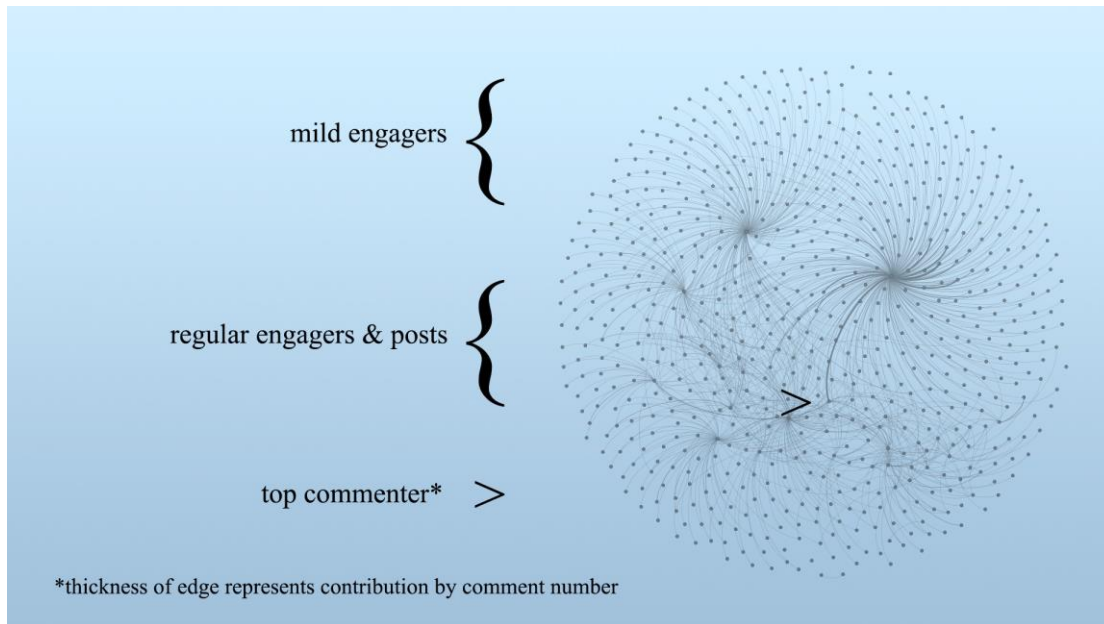 mild engagers
regular engagers & posts
top commenter* >
>
*thickness of edge represents contribution by comment number